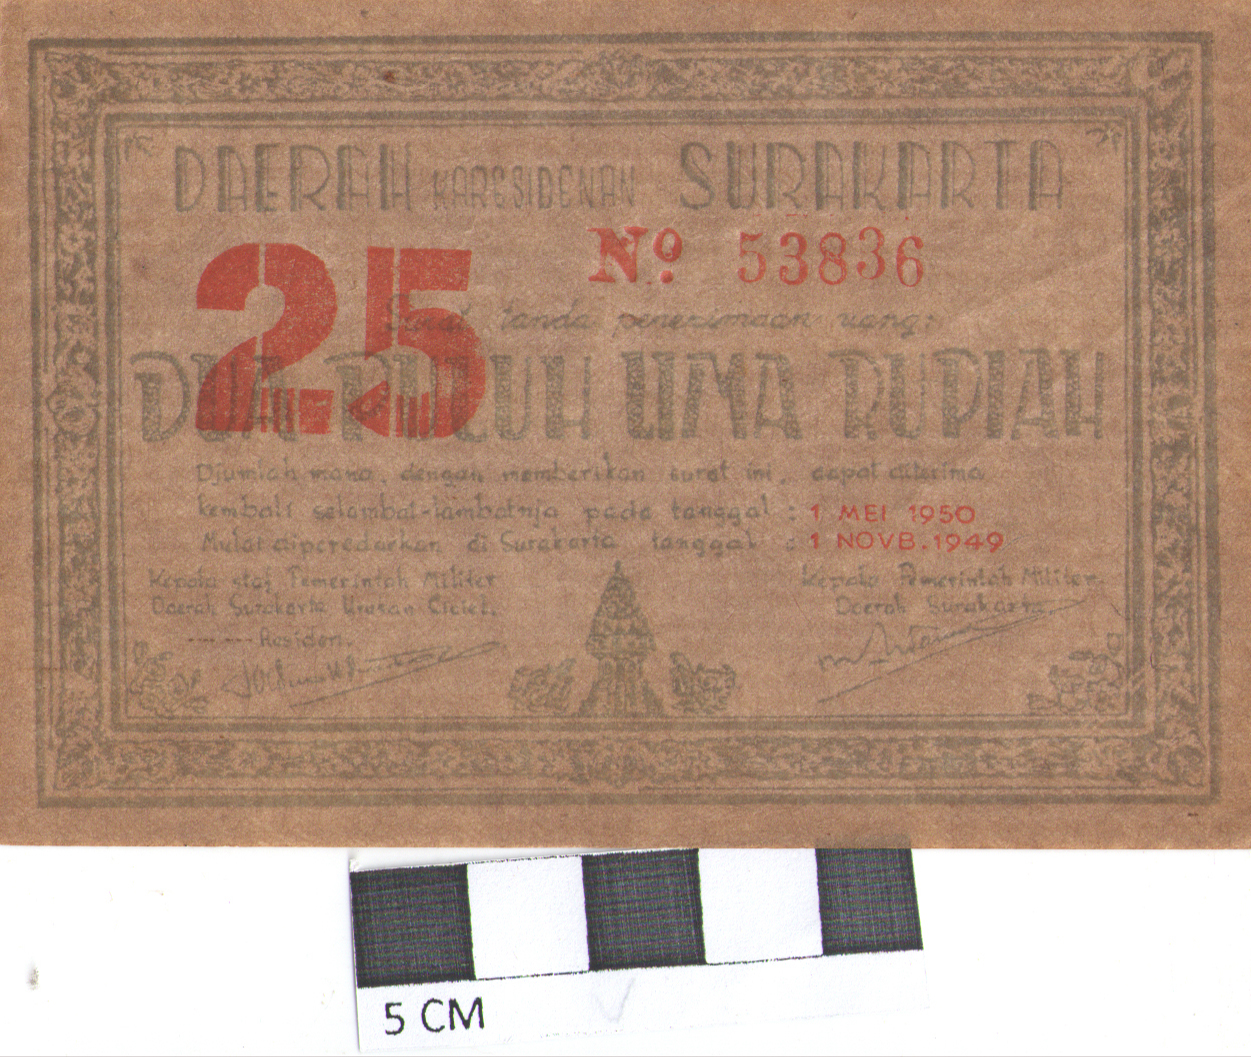 DAERAH KARESIDENAN SURAKARTA
25
Nº 53836
Surat tanda penerimaan uang:
DUA PULUH LIMA RUPIAH
Djumlah mana, dengan memberikan surat ini, dapat diterima
kembali selambat-lambatnja pada tanggal : 1 MEI 1950
Mulai diperedarkan di Surakarta tanggal : 1 NOVB. 1949
Kepala staf Pemerintah Militer
Daerah Surakarta Urusan Ciciel.
------- Residen.
Kepala Pemerintah Militer.
Daerah Surakarta.
5 CM